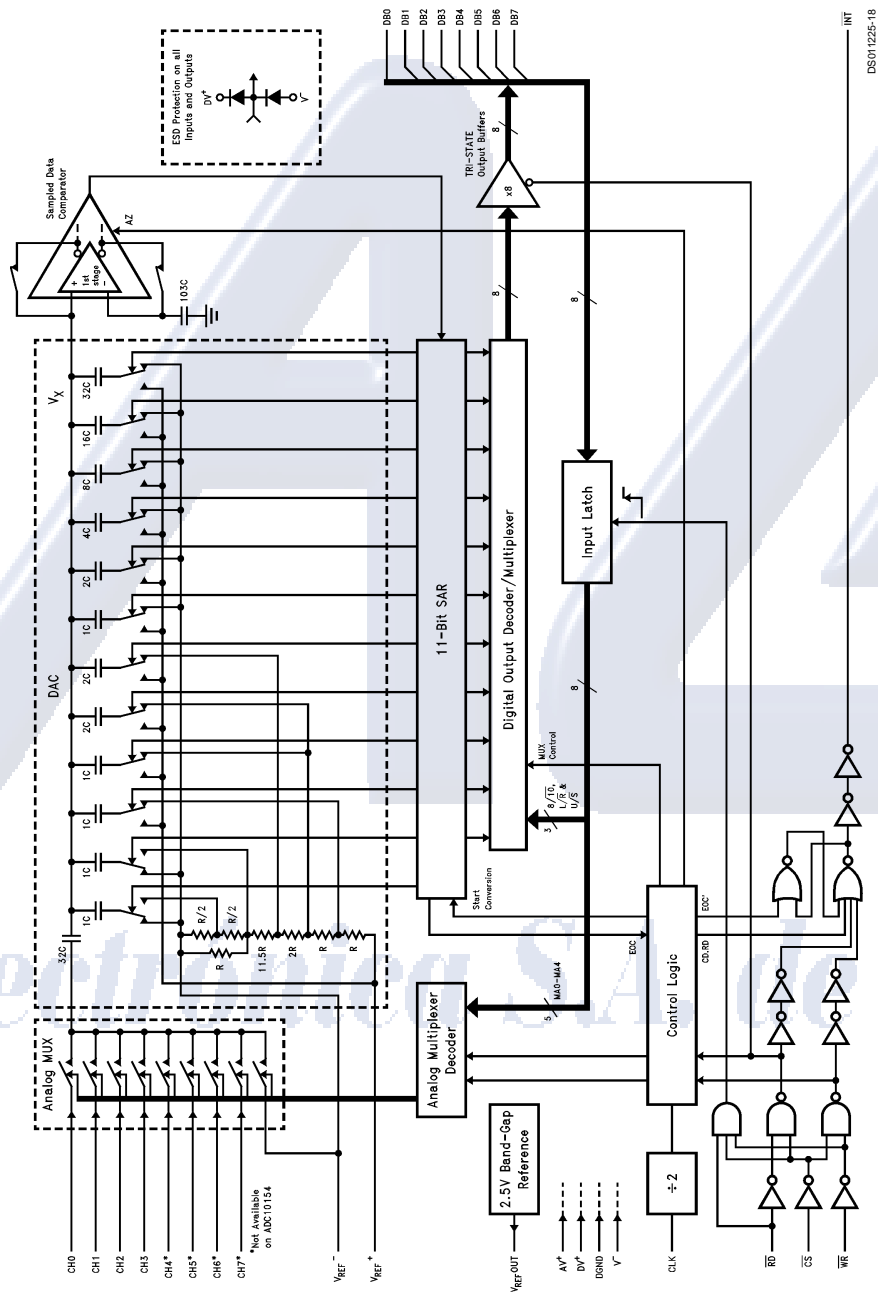 CH0
CH1
CH2
CH3
CH4*
CH5*
CH6*
CH7*
*Not Available
on ADC10154
VREF-
VREF+
Analog MUX
32C
DAC
VX
1C
1C
1C
1C
2C
2C
1C
2C
4C
8C
16C
32C
R/2
R/2
R
11.5R
2R
R
R
Sampled Data
Comparator
+
1st
stage
-
AZ
103C
ESD Protection on all
Inputs and Outputs
DV+
V-
11-Bit SAR
Start
Conversion
EOC
Digital Output Decoder/Multiplexer
MUX
Control
3
8/10,
L/R &
U/S
8
x8
TRI-STATE
Output Buffers
8
DB0
DB1
DB2
DB3
DB4
DB5
DB6
DB7
8
Input Latch
8
Analog Multiplexer
Decoder
5
MA0-MA4
2.5V Band-Gap
Reference
VREFOUT
AV+
DV+
DGND
V-
CLK
÷ 2
Control Logic
EOC'
CD.RD
RD
CS
WR
INT
DS011225-18
Electrónica S.A. de